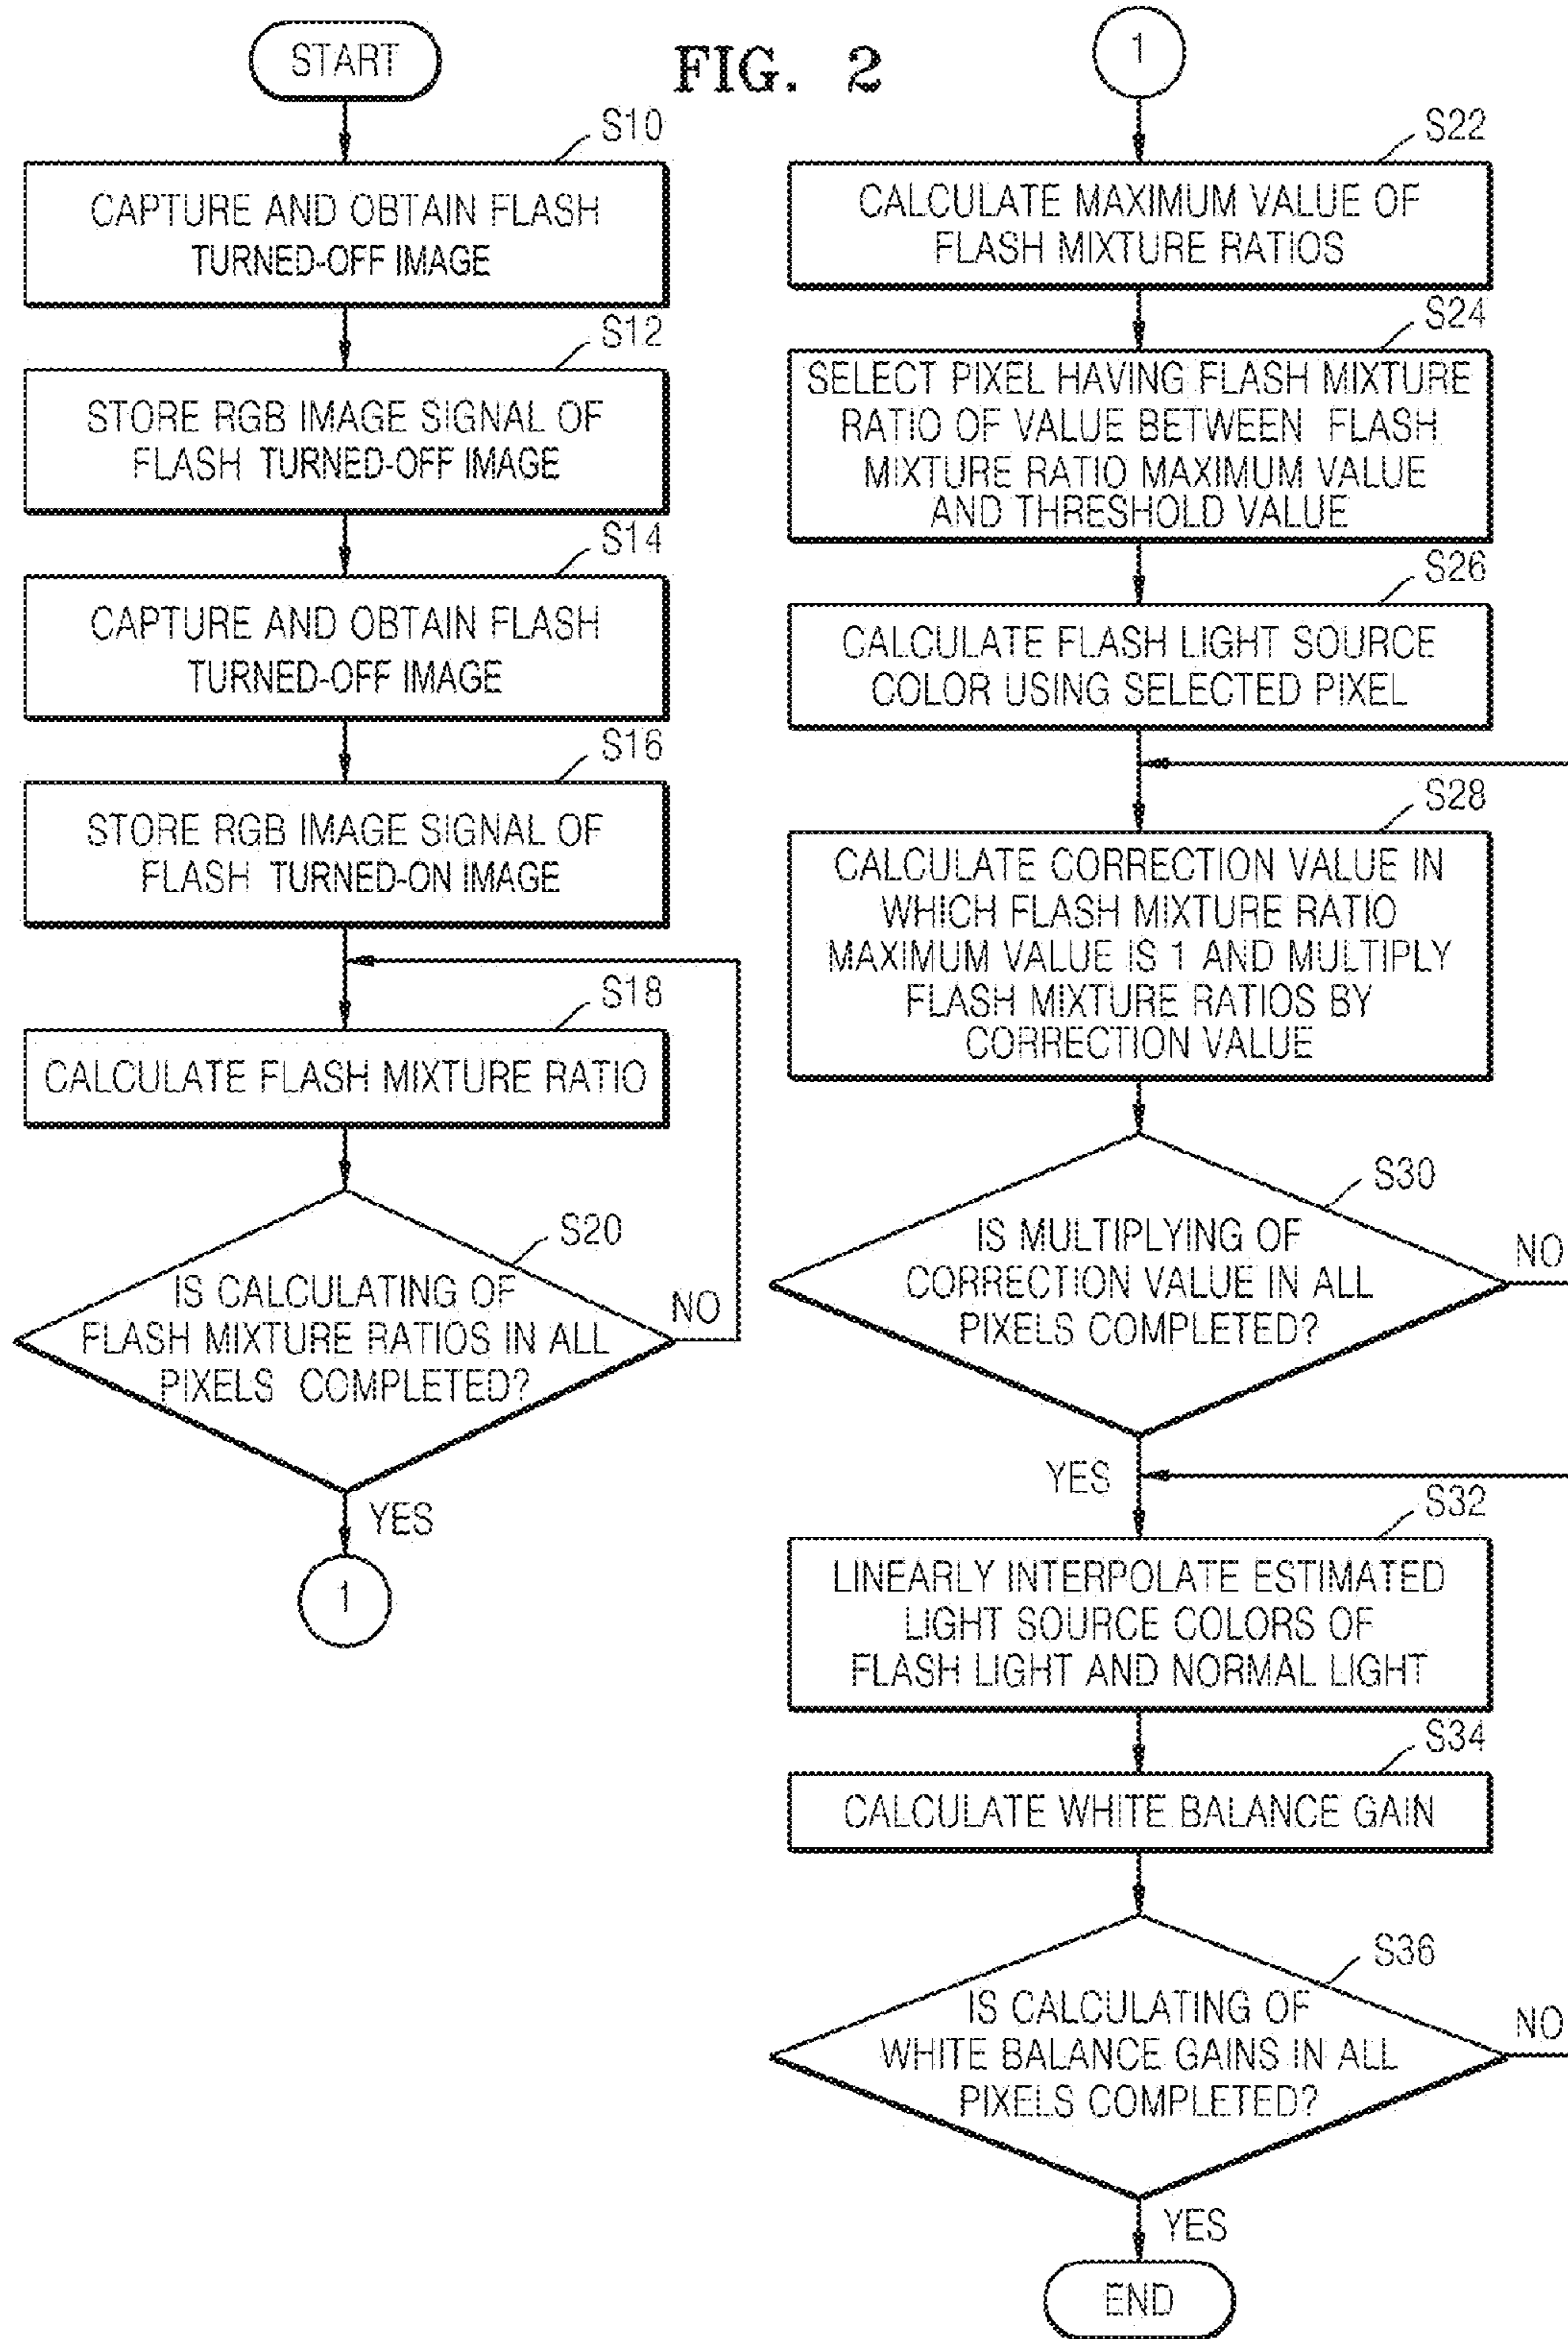 FIG. 2
START
S10
CAPTURE AND OBTAIN FLASH
TURNED-OFF IMAGE
S12
STORE RGB IMAGE SIGNAL OF
FLASH TURNED-OFF IMAGE
S14
CAPTURE AND OBTAIN FLASH
TURNED-OFF IMAGE
S16
STORE RGB IMAGE SIGNAL OF
FLASH TURNED-ON IMAGE
S18
CALCULATE FLASH MIXTURE RATIO
S20
IS CALCULATING OF
FLASH MIXTURE RATIOS IN ALL
PIXELS COMPLETED?
NO
YES
1
1
S22
CALCULATE MAXIMUM VALUE OF
FLASH MIXTURE RATIOS
S24
SELECT PIXEL HAVING FLASH MIXTURE
RATIO OF VALUE BETWEEN FLASH
MIXTURE RATIO MAXIMUM VALUE
AND THRESHOLD VALUE
S26
CALCULATE FLASH LIGHT SOURCE
COLOR USING SELECTED PIXEL
S28
CALCULATE CORRECTION VALUE IN
WHICH FLASH MIXTURE RATIO
MAXIMUM VALUE IS 1 AND MULTIPLY
FLASH MIXTURE RATIOS BY
CORRECTION VALUE
S30
IS MULTIPLYING OF
CORRECTION VALUE IN ALL
PIXELS COMPLETED?
NO
YES
S32
LINEARLY INTERPOLATE ESTIMATED
LIGHT SOURCE COLORS OF
FLASH LIGHT AND NORMAL LIGHT
S34
CALCULATE WHITE BALANCE GAIN
S36
IS CALCULATING OF
WHITE BALANCE GAINS IN ALL
PIXELS COMPLETED?
NO
YES
END